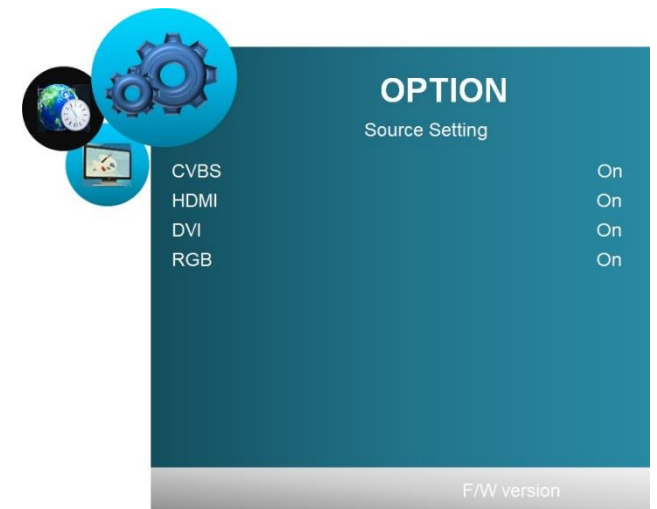 OPTION
Source Setting
CVBS On
HDMI On
DVI On
RGB On
F/W version